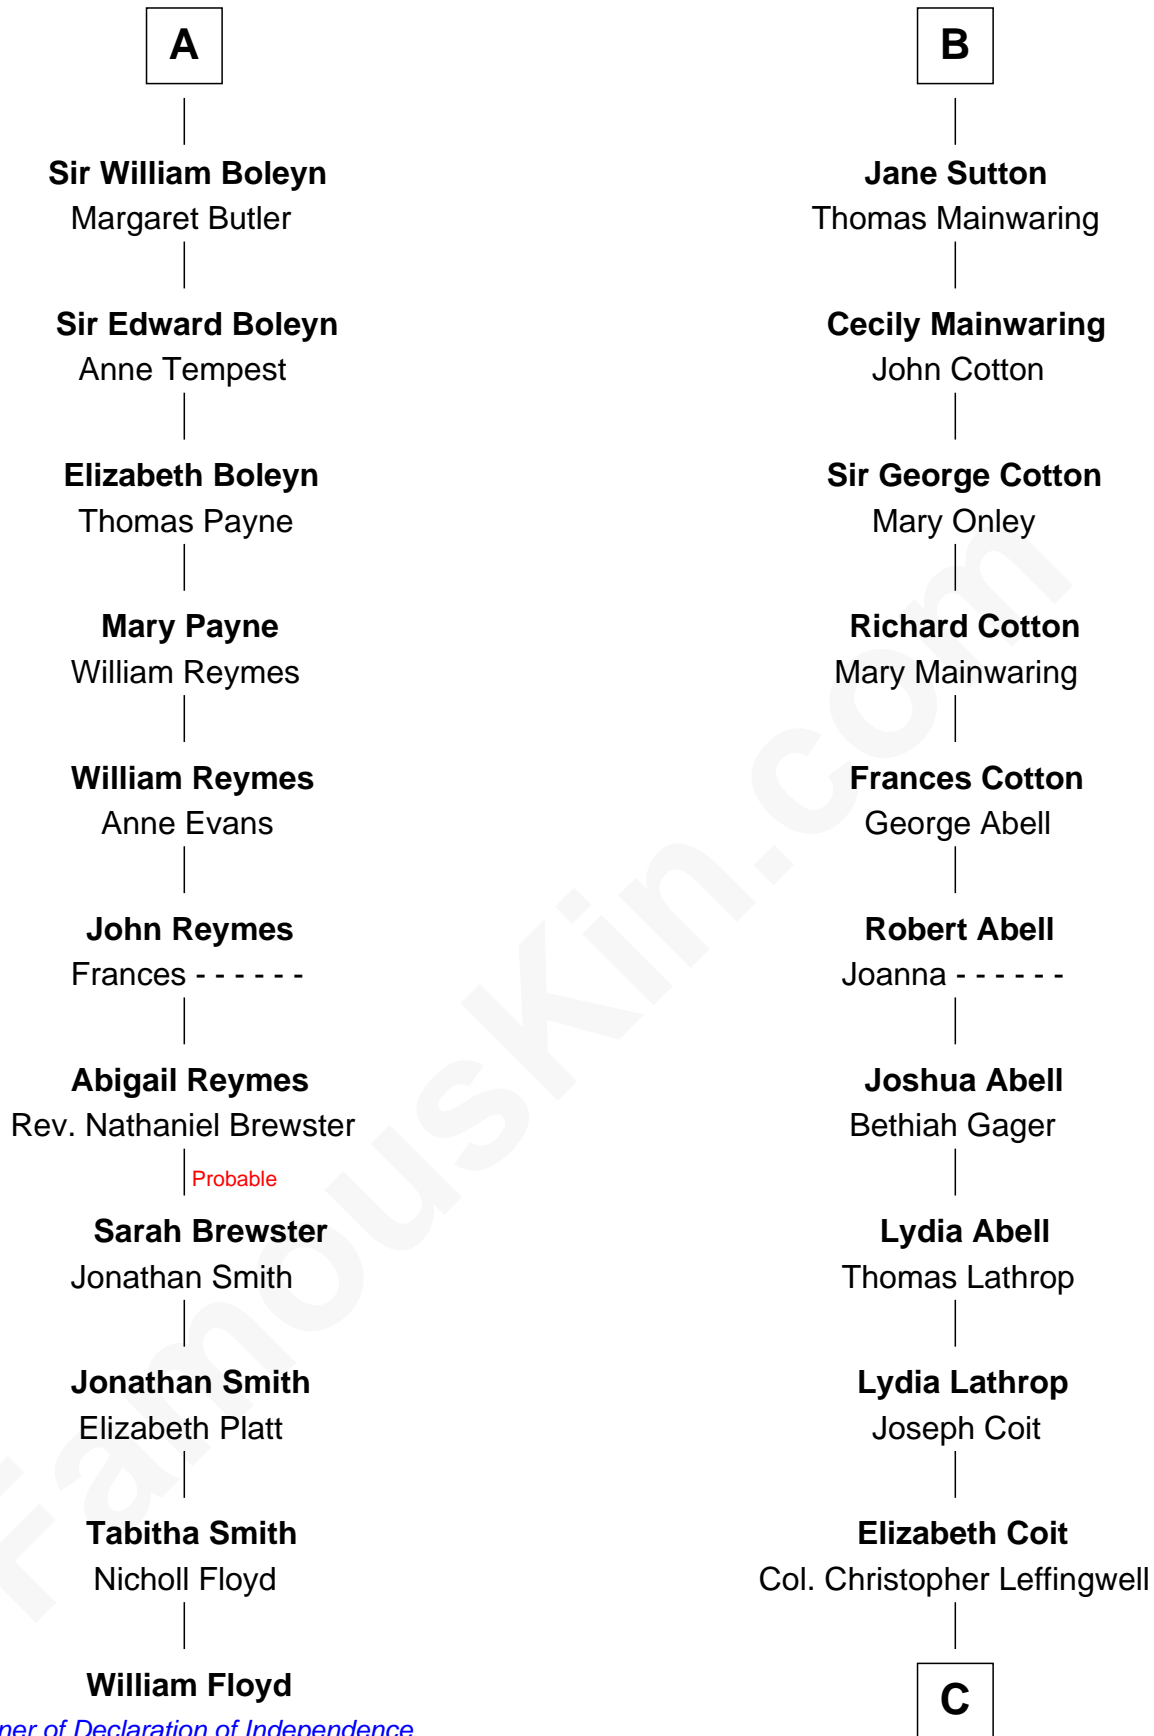 A
Sir William Boleyn
Margaret Butler
Sir Edward Boleyn
Anne Tempest
Elizabeth Boleyn
Thomas Payne
Mary Payne
William Reymes
William Reymes
Anne Evans
John Reymes
Frances - - - - - -
Abigail Reymes
Rev. Nathaniel Brewster
Probable
Sarah Brewster
Jonathan Smith
Jonathan Smith
Elizabeth Platt
Tabitha Smith
Nicholl Floyd
William Floyd
ner of Declaration of Independence
B
Jane Sutton
Thomas Mainwaring
Cecily Mainwaring
John Cotton
Sir George Cotton
Mary Onley
Richard Cotton
Mary Mainwaring
Frances Cotton
George Abell
Robert Abell
Joanna - - - - - -
Joshua Abell
Bethiah Gager
Lydia Abell
Thomas Lathrop
Lydia Lathrop
Joseph Coit
Elizabeth Coit
Col. Christopher Leffingwell
C
FamousKin.com